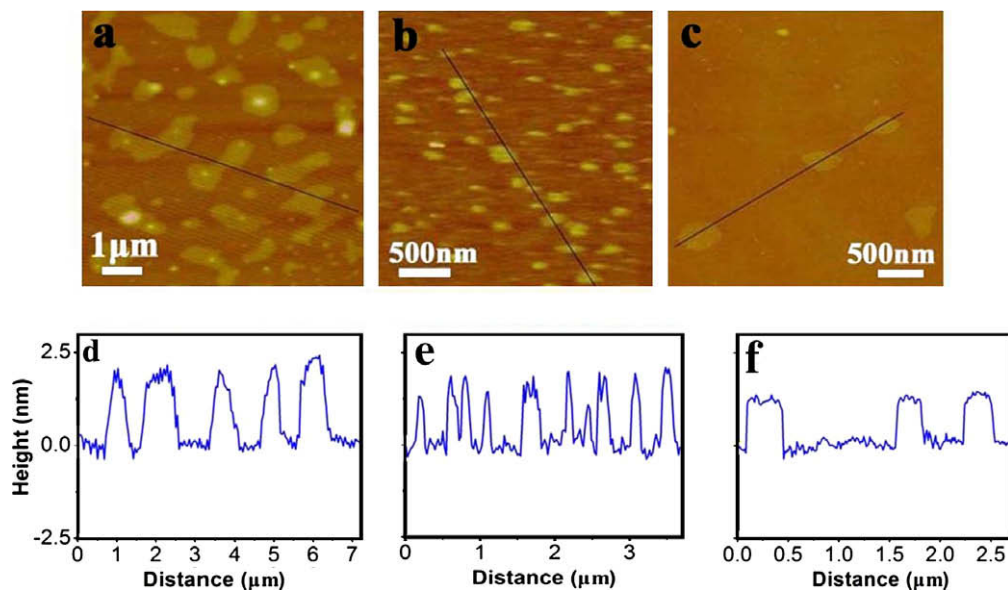 a
b
c
1μm
500nm
500nm
d
e
f
Height (nm)
2.5
0.0
-2.5
0 1 2 3 4 5 6 7
0 1 2 3
0.0 0.5 1.0 1.5 2.0 2.5
Distance (μm)
Distance (μm)
Distance (μm)